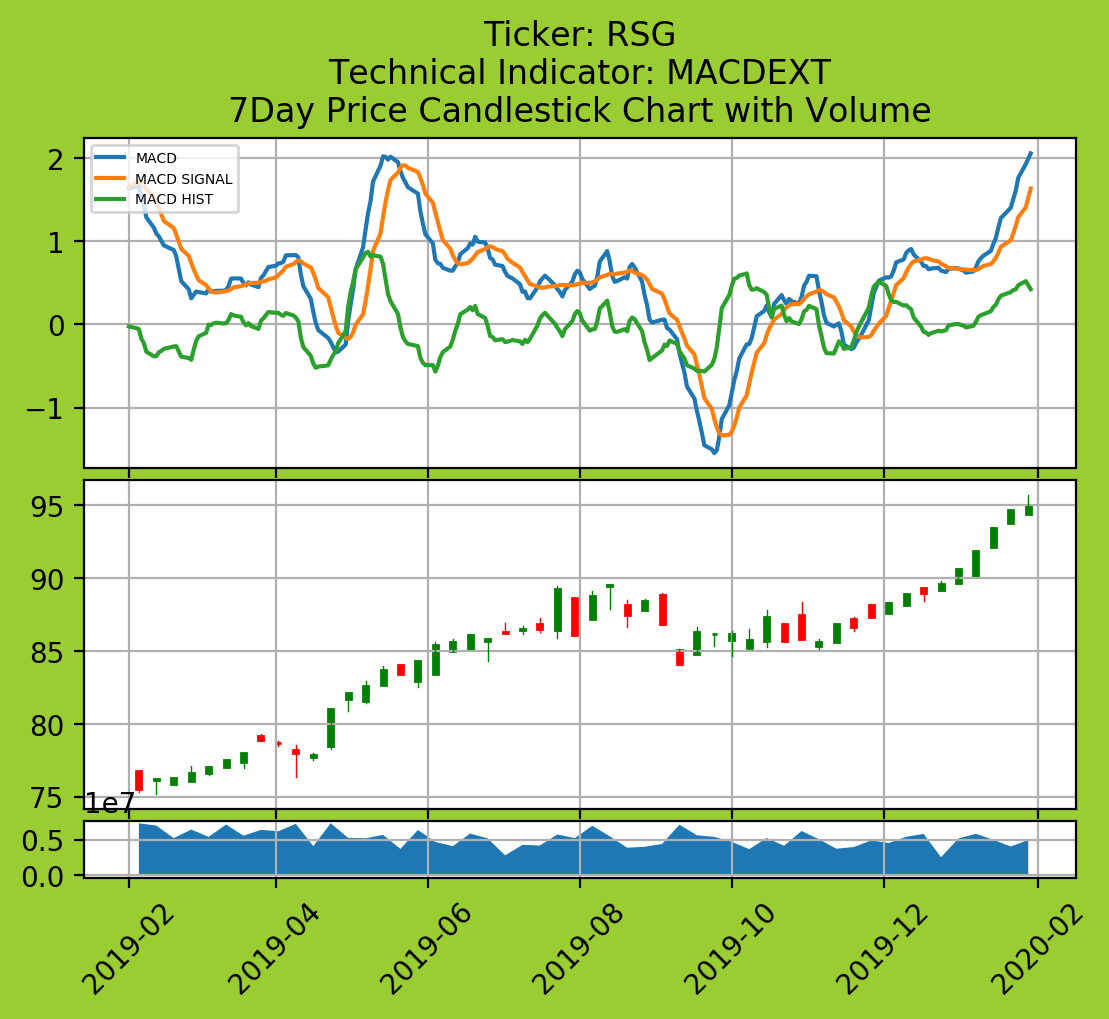 Ticker: RSG
Technical Indicator: MACDEXT
7Day Price Candlestick Chart with Volume
MACD
MACD SIGNAL
MACD HIST
2
1
0
−1
95
90
85
80
75
1e7
0.5
0.0
2019-02
2019-04
2019-06
2019-08
2019-10
2019-12
2020-02